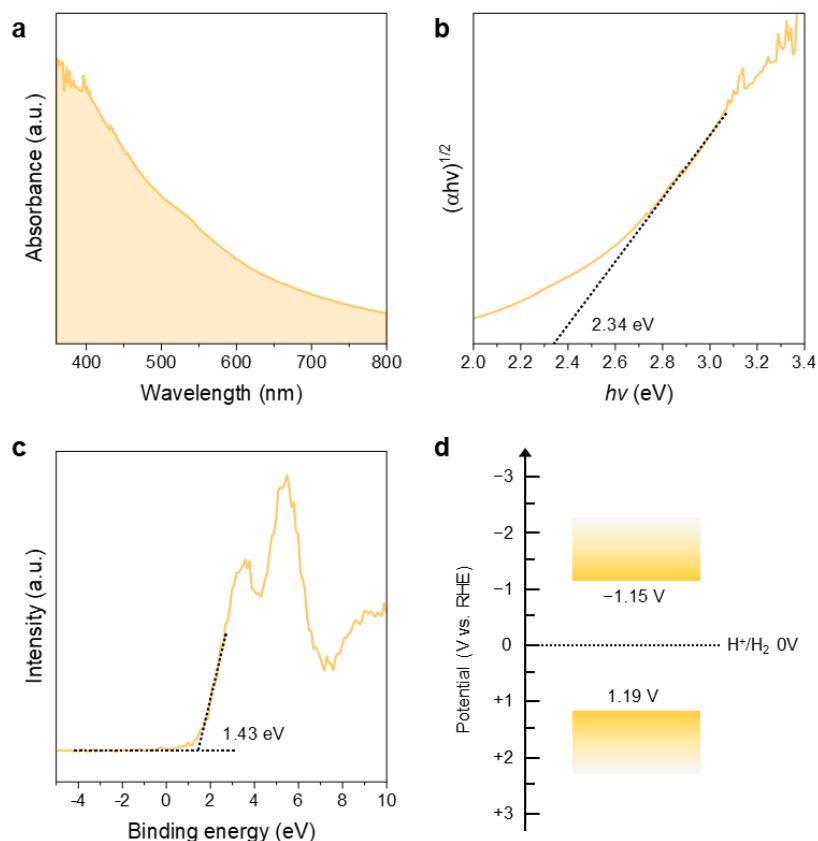 a
Absorbance (a.u.)
400 500 600 700 800
Wavelength (nm)
b
(αhν)1/2
2.34 eV
2.0 2.2 2.4 2.6 2.8 3.0 3.2 3.4
hν (eV)
c
Intensity (a.u.)
1.43 eV
-4 -2 0 2 4 6 8 10
Binding energy (eV)
d
Potential (V vs. RHE)
−3
−2
−1
−1.15 V
0
H+/H2 0V
+1
1.19 V
+2
+3